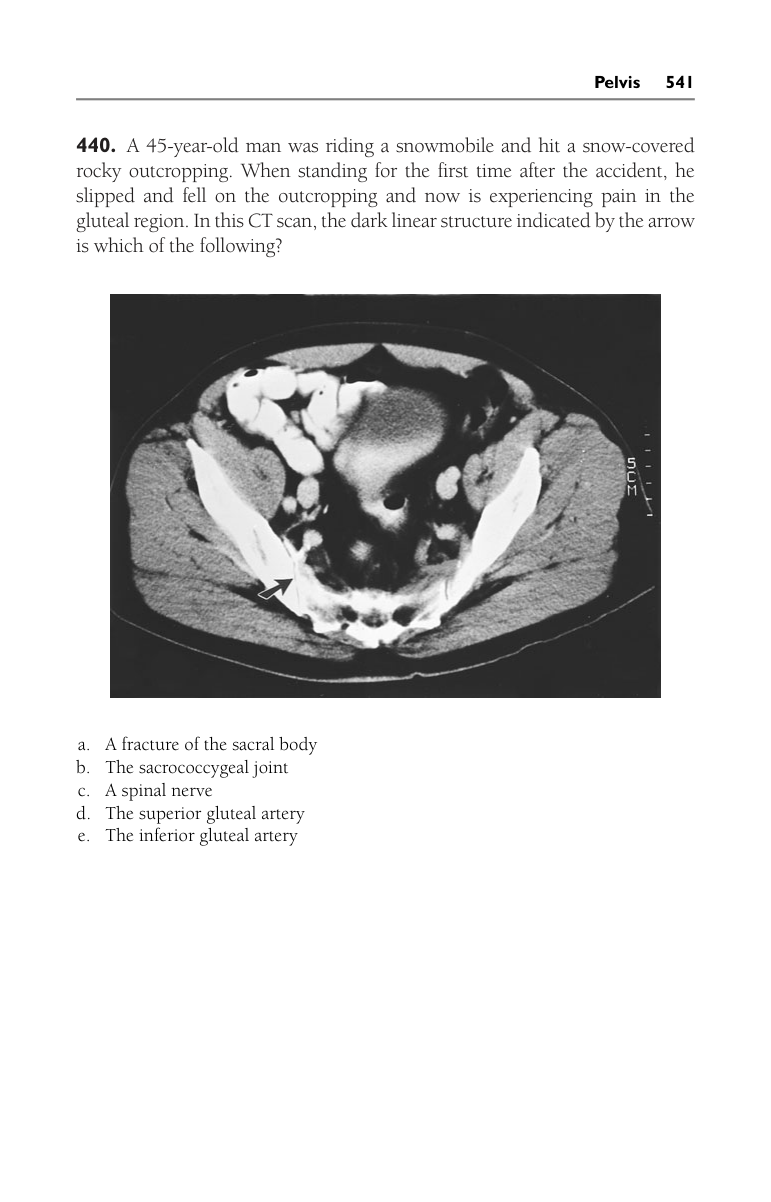 Pelvis 541
440. A 45-year-old man was riding a snowmobile and hit a snow-covered
rocky outcropping. When standing for the first time after the accident, he
slipped and fell on the outcropping and now is experiencing pain in the
gluteal region. In this CT scan, the dark linear structure indicated by the arrow
is which of the following?
5
C
M
a. A fracture of the sacral body
b. The sacrococcygeal joint
c. A spinal nerve
d. The superior gluteal artery
e. The inferior gluteal artery